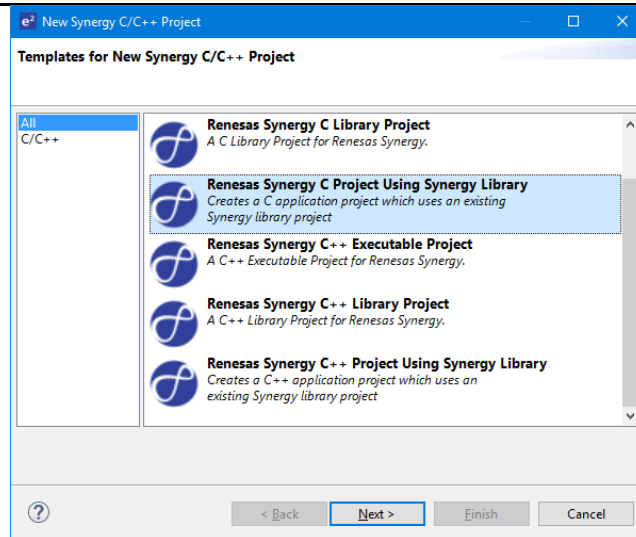 e² New Synergy C/C++ Project
Templates for New Synergy C/C++ Project
All
C/C++
Renesas Synergy C Library Project
A C Library Project for Renesas Synergy.
Renesas Synergy C Project Using Synergy Library
Creates a C application project which uses an existing
Synergy library project
Renesas Synergy C++ Executable Project
A C++ Executable Project for Renesas Synergy.
Renesas Synergy C++ Library Project
A C++ Library Project for Renesas Synergy.
Renesas Synergy C++ Project Using Synergy Library
Creates a C++ application project which uses an
existing Synergy library project
? < Back Next > Finish Cancel